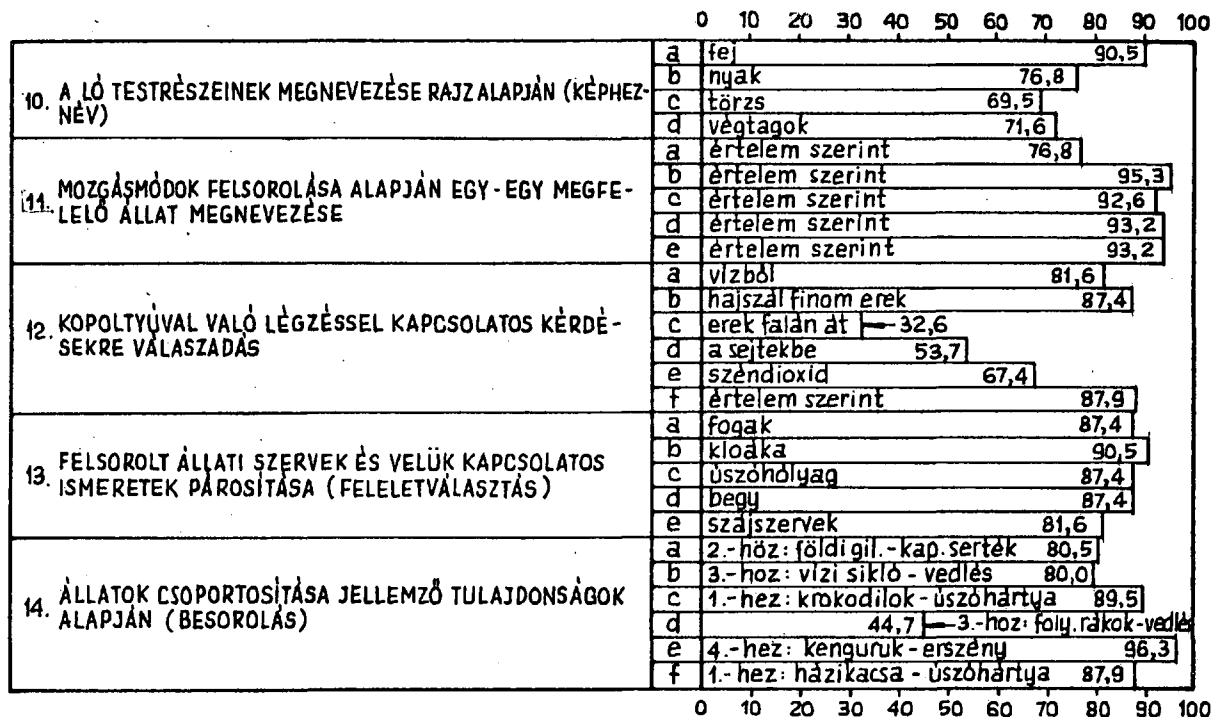 0 10 20 30 40 50 60 70 80 90 100
10. A LÓ TESTRÉSZEINEK MEGNEVEZÉSE RAJZ ALAPJÁN (KÉPHEZ-
NÉV)
a fej 90,5
b nyak 76,8
c törzs 69,5
d végtagok 71,6
11. MOZGÁSMÓDOK FELSOROLÁSA ALAPJÁN EGY-EGY MEGFE-
LELŐ ÁLLAT MEGNEVEZÉSE
a értelem szerint 76,8
b értelem szerint 95,3
c értelem szerint 92,6
d értelem szerint 93,2
e értelem szerint 93,2
12. KOPOLTYÚVAL VALÓ LÉGZÉSSEL KAPCSOLATOS KÉRDÉ-
SEKRE VÁLASZADÁS
a vízből 81,6
b hajszál finom erek 87,4
c erek falán át 32,6
d a sejtekbe 53,7
e széndioxid 67,4
f értelem szerint 87,9
13. FELSOROLT ÁLLATI SZERVEK ÉS VELÜK KAPCSOLATOS
ISMERETEK PÁROSÍTÁSA (FELELETVÁLASZTÁS)
a fogak 87,4
b kloáka 90,5
c úszóhólyag 87,4
d begy 87,4
e szájszervek 81,6
14. ÁLLATOK CSOPORTOSÍTÁSA JELLEMZŐ TULAJDONSÁGOK
ALAPJÁN (BESOROLÁS)
a 2.-höz: földi gil.-kap. serték 80,5
b 3.-hoz: vízi sikló - vedlés 80,0
c 1.-hez: krokodilok - úszóhártya 89,5
d 44,7 3.-hoz: foly. rákok-vedlés
e 4.-hez: kenguruk - erszény 96,3
f 1.-hez: házikacsa - úszóhártya 87,9
0 10 20 30 40 50 60 70 80 90 100